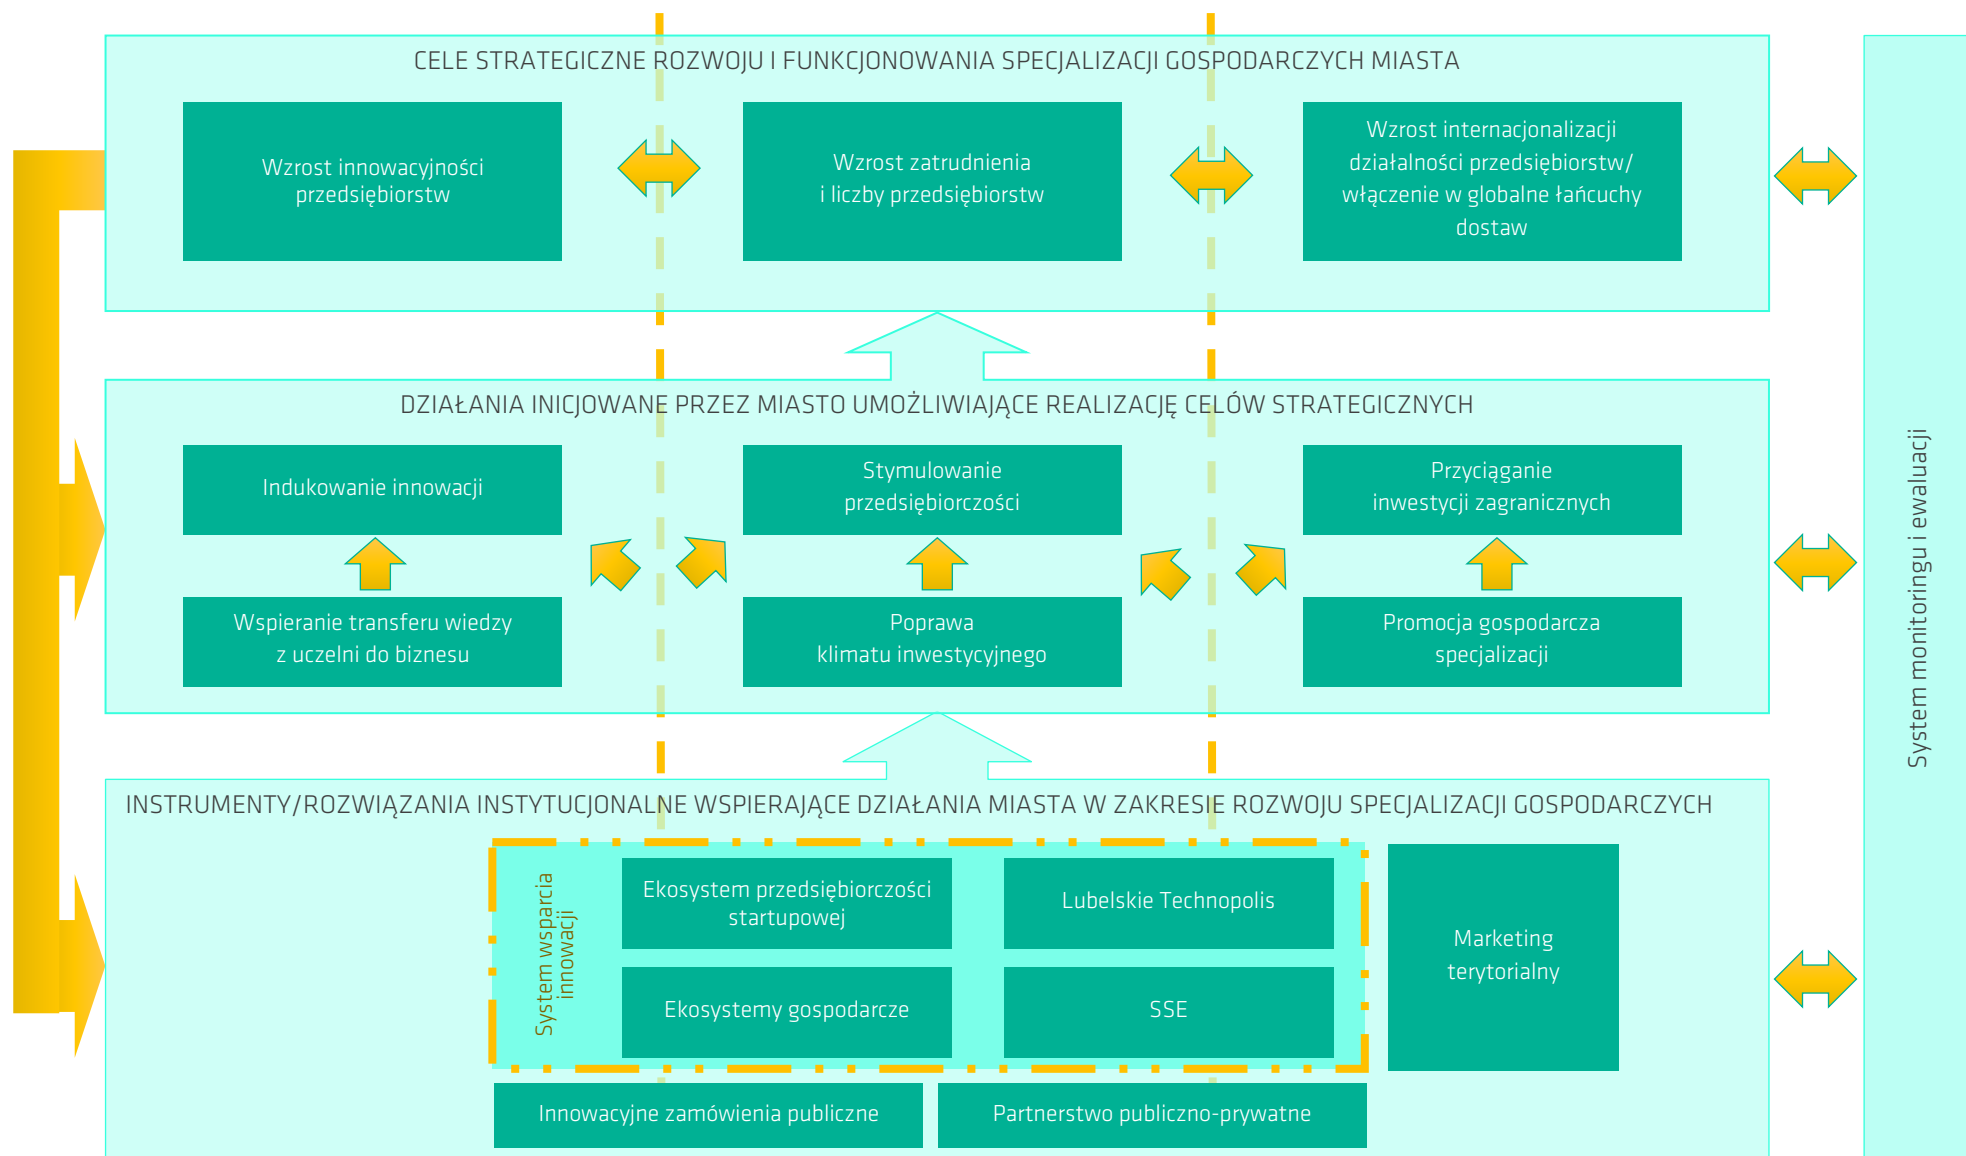 CELE STRATEGICZNE ROZWOJU I FUNKCJONOWANIA SPECJALIZACJI GOSPODARCZYCH MIASTA
Wzrost innowacyjności
przedsiębiorstw
Wzrost zatrudnienia
i liczby przedsiębiorstw
Wzrost internacjonalizacji
działalności przedsiębiorstw/
włączenie w globalne łańcuchy
dostaw
DZIAŁANIA INICJOWANE PRZEZ MIASTO UMOŻLIWIAJĄCE REALIZACJĘ CELÓW STRATEGICZNYCH
Indukowanie innowacji
Stymulowanie
przedsiębiorczości
Przyciąganie
inwestycji zagranicznych
Wspieranie transferu wiedzy
z uczelni do biznesu
Poprawa
klimatu inwestycyjnego
Promocja gospodarcza
specjalizacji
INSTRUMENTY/ROZWIĄZANIA INSTYTUCJONALNE WSPIERAJĄCE DZIAŁANIA MIASTA W ZAKRESIE ROZWOJU SPECJALIZACJI GOSPODARCZYCH
System wsparcia
innowacji
Ekosystem przedsiębiorczości
startupowej
Lubelskie Technopolis
Ekosystemy gospodarcze
SSE
Marketing
terytorialny
Innowacyjne zamówienia publiczne
Partnerstwo publiczno-prywatne
System monitoringu i ewaluacji